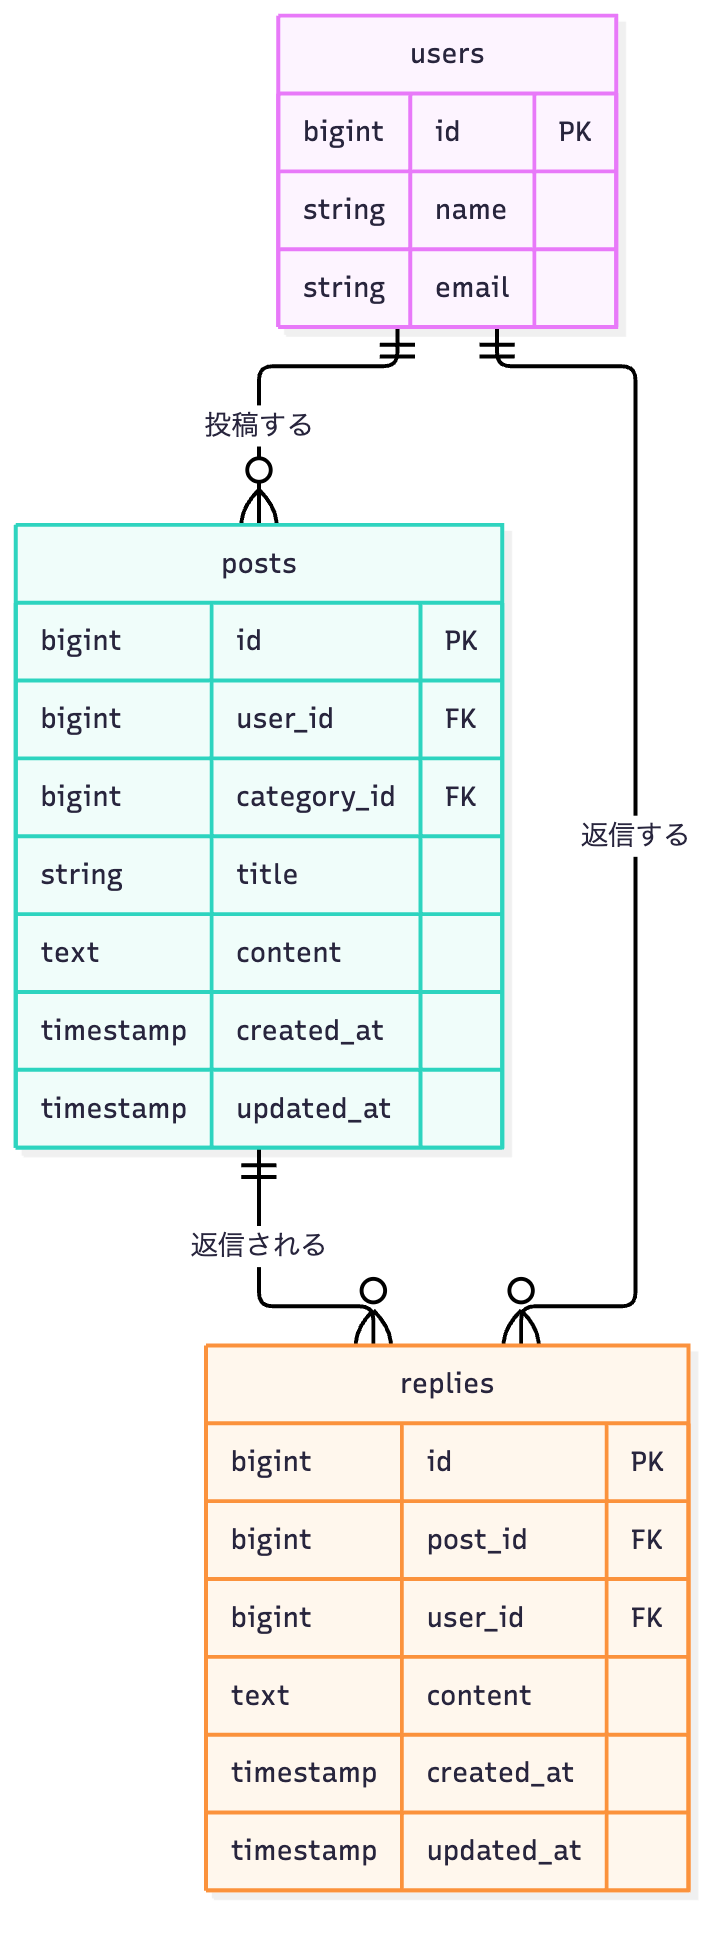 users
bigint id PK
string name
string email
投稿する
posts
bigint id PK
bigint user_id FK
bigint category_id FK
string title
text content
timestamp created_at
timestamp updated_at
返信する
返信される
replies
bigint id PK
bigint post_id FK
bigint user_id FK
text content
timestamp created_at
timestamp updated_at